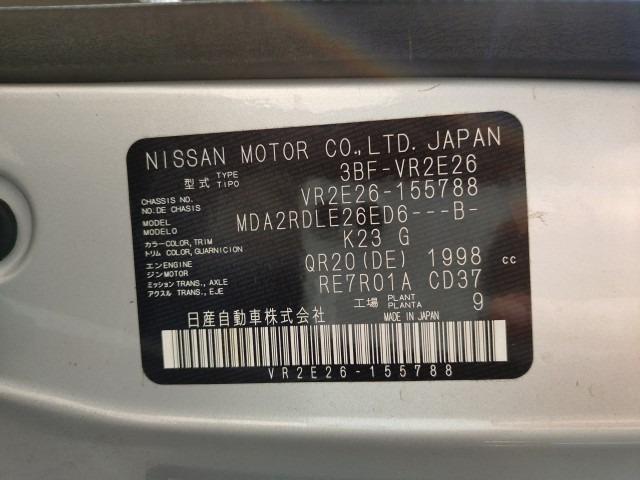 NISSAN MOTOR CO.,LTD. JAPAN
型式 TYPE TIPO 3BF-VR2E26
CHASSIS NO. NO.DE CHASSIS VR2E26-155788
MODEL MODELO MDA2RDLE26ED6---B-
カラー COLOR, TRIM
トリム COLOR, GUARNICION K23 G
エンジン ENGINE MOTOR QR20(DE) 1998 cc
ミッション TRANS., AXLE
アクスル TRANS., EJE RE7R01A CD37
工場 PLANT PLANTA 9
日産自動車株式会社 MADE IN JAPAN
VR2E26-155788